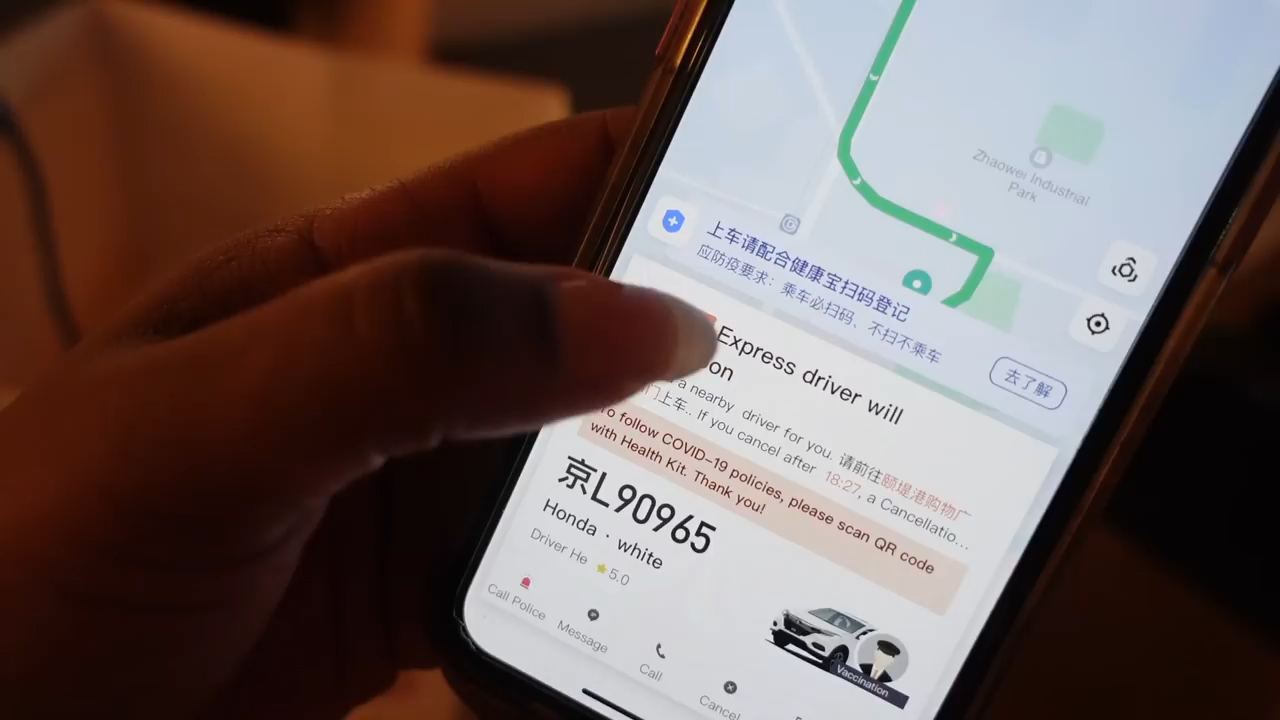 Zhaowei Industrial
Park
上车请配合健康宝扫码登记
应防疫要求：乘车必扫码、不扫不乘车
去了解
Express driver will
on
a nearby driver for you. 请前往颐堤港购物广
门上车.. If you cancel after 18:27, a Cancellatio...
To follow COVID-19 policies, please scan QR code
with Health Kit. Thank you!
京L90965
Honda · white
Driver He ★5.0
Call Police
Message
Call
Cancel
Vaccination